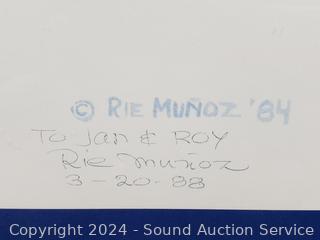 © RIE MUÑOZ '84
To Jan & ROY
Rie Muñoz
3-20-88
Copyright 2024 - Sound Auction Service